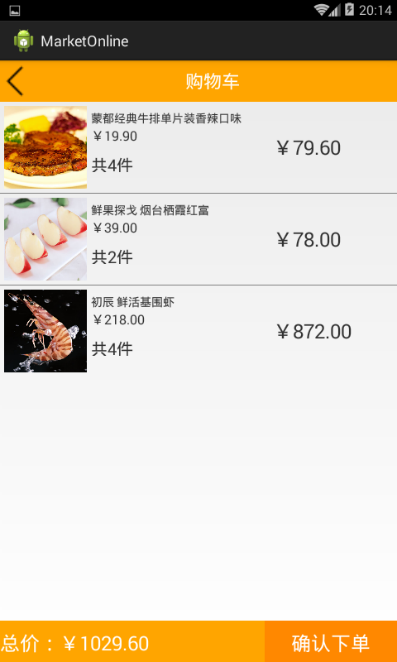 20:14
MarketOnline
购物车
蒙都经典牛排单片装香辣口味
￥19.90
共4件
￥79.60
鲜果探戈 烟台栖霞红富
￥39.00
共2件
￥78.00
初辰 鲜活基围虾
￥218.00
共4件
￥872.00
总价：￥1029.60
确认下单